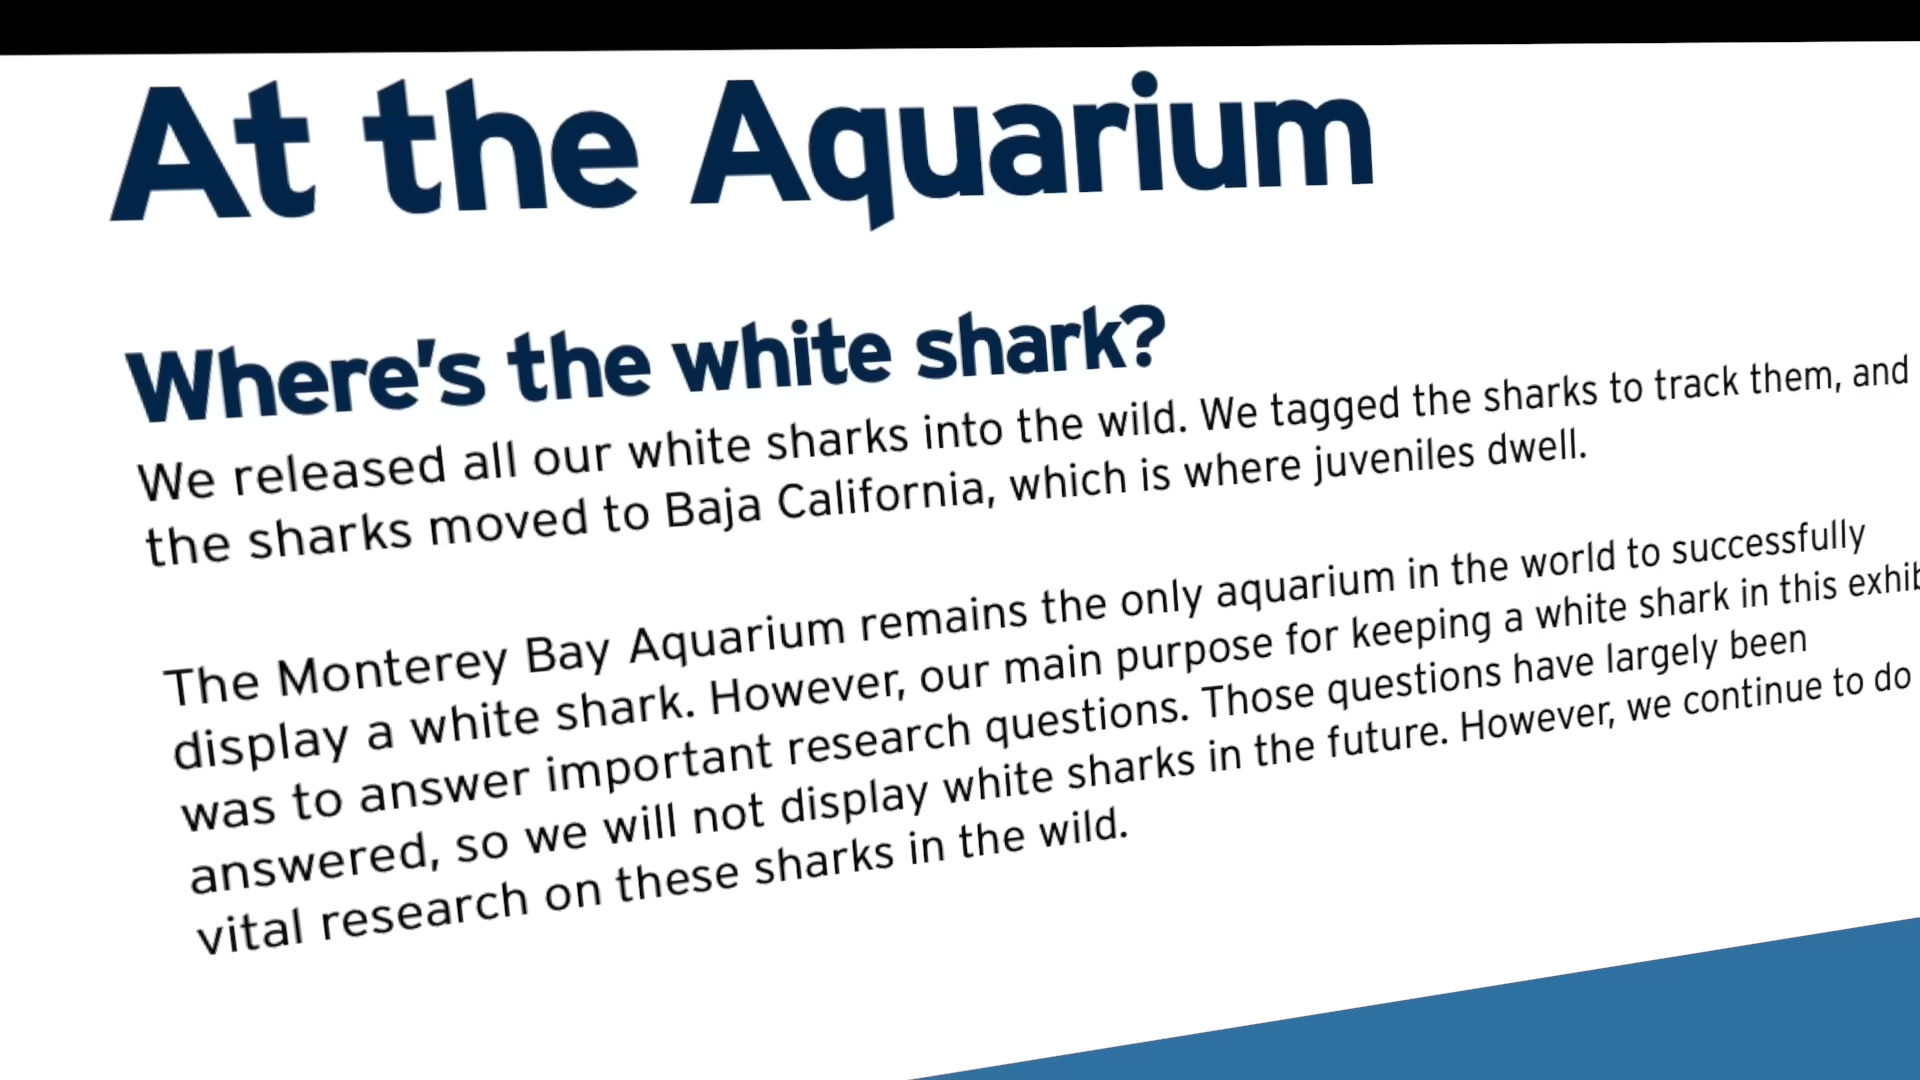 At the Aquarium
Where's the white shark?
We released all our white sharks into the wild. We tagged the sharks to track them, and
the sharks moved to Baja California, which is where juveniles dwell.
The Monterey Bay Aquarium remains the only aquarium in the world to successfully
display a white shark. However, our main purpose for keeping a white shark in this
was to answer important research questions. Those questions have largely been
answered, so we will not display white sharks in the future. However, we continue to do
vital research on these sharks in the wild.